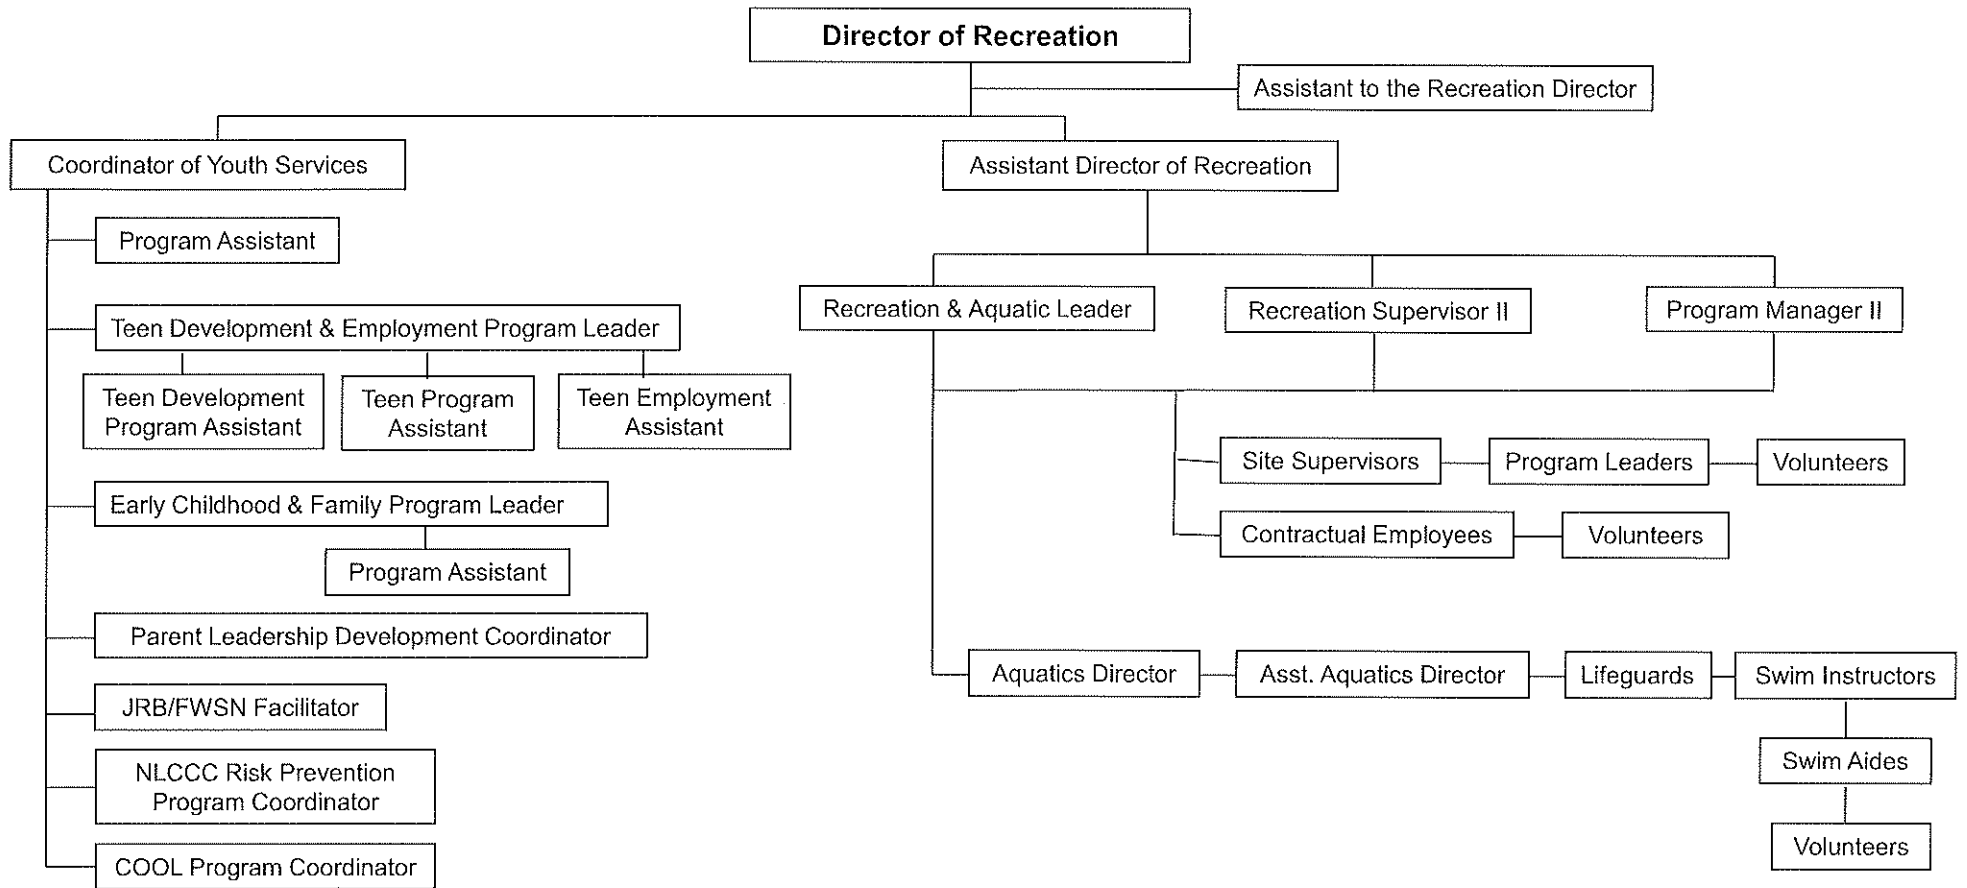 Director of Recreation
Assistant to the Recreation Director
Coordinator of Youth Services
Assistant Director of Recreation
Program Assistant
Teen Development & Employment Program Leader
Teen Development
Program Assistant
Teen Program
Assistant
Teen Employment
Assistant
Early Childhood & Family Program Leader
Program Assistant
Parent Leadership Development Coordinator
JRB/FWSN Facilitator
NLCCC Risk Prevention
Program Coordinator
COOL Program Coordinator
Recreation & Aquatic Leader
Recreation Supervisor II
Program Manager II
Site Supervisors
Program Leaders
Volunteers
Contractual Employees
Volunteers
Aquatics Director
Asst. Aquatics Director
Lifeguards
Swim Instructors
Swim Aides
Volunteers